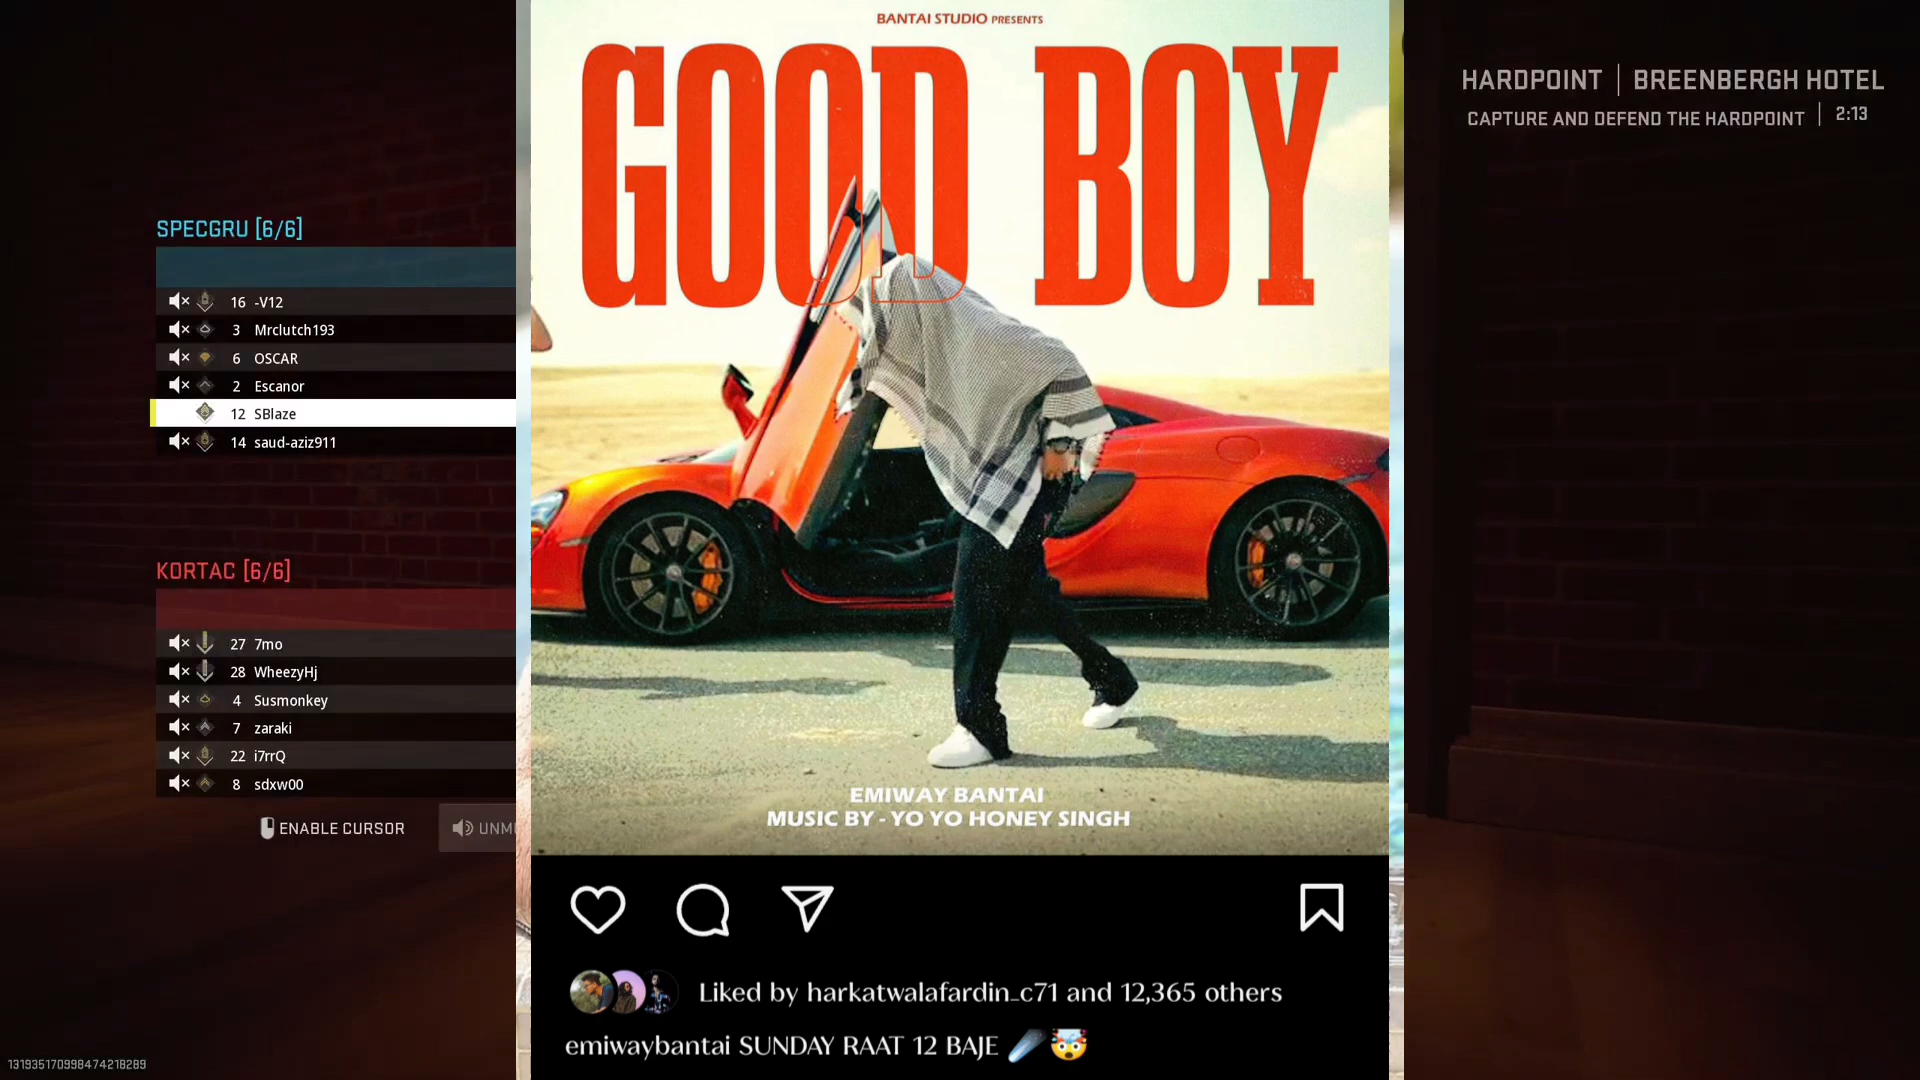 BANTAI STUDIO PRESENTS
GOOD BOY
HARDPOINT | BREENBERGH HOTEL
CAPTURE AND DEFEND THE HARDPOINT | 2:13
SPECGRU [6/6]
16 -V12
3 Mrclutch193
6 OSCAR
2 Escanor
12 SBlaze
14 saud-aziz911
KORTAC [6/6]
27 7mo
28 WheezyHj
4 Susmonkey
7 zaraki
22 i7rrQ
8 sdxw00
ENABLE CURSOR
EMIWAY BANTAI
MUSIC BY - YO YO HONEY SINGH
Liked by harkatwalafardin_c71 and 12,365 others
emiwaybantai SUNDAY RAAT 12 BAJE ☄️🤯
13193517099847421​8289